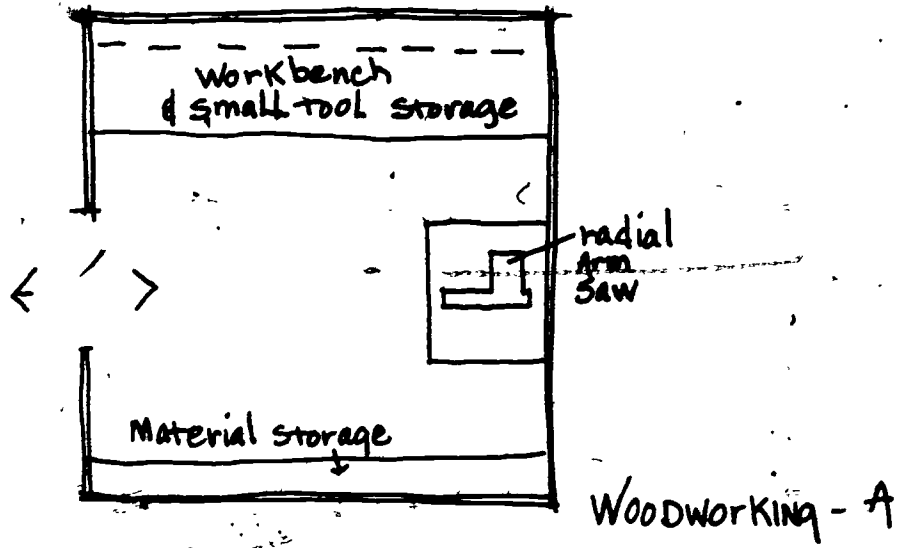 Workbench
& Small Tool Storage
radial
Arm
Saw
Material Storage
WOODWORKING - A